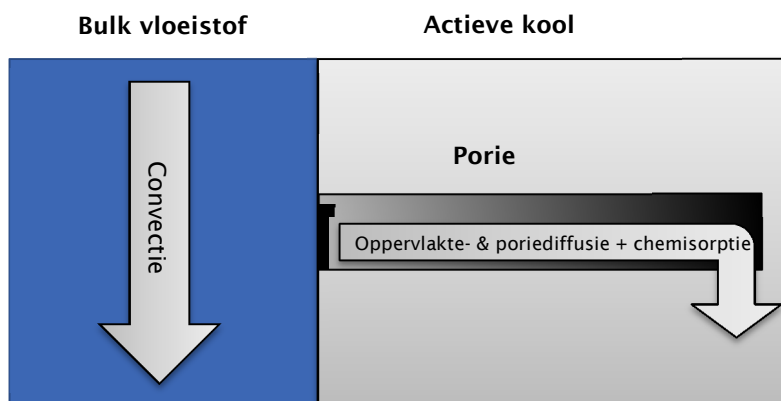 Bulk vloeistof
Actieve kool
Convectie
Porie
Oppervlakte- & poriediffusie + chemisorptie